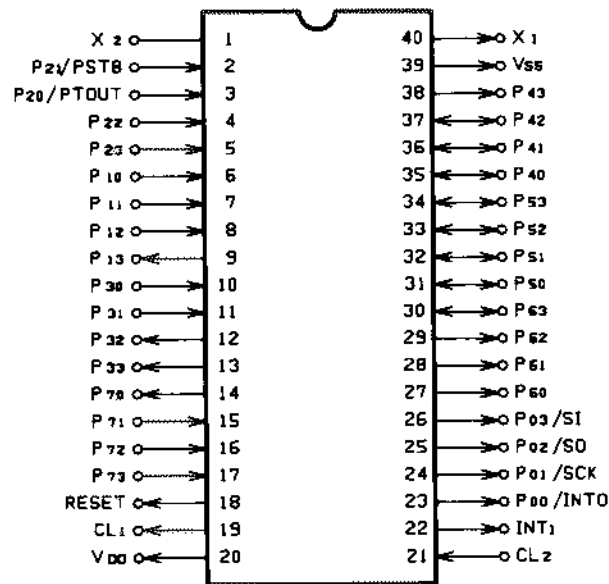 X2 1 40 X1
P21/PSTB 2 39 VSS
P20/PTOUT 3 38 P43
P22 4 37 P42
P23 5 36 P41
P10 6 35 P40
P11 7 34 P53
P12 8 33 P52
P13 9 32 P51
P30 10 31 P50
P31 11 30 P63
P32 12 29 P62
P33 13 28 P61
P70 14 27 P60
P71 15 26 P03/SI
P72 16 25 P02/SO
P73 17 24 P01/SCK
RESET 18 23 P00/INT0
CL1 19 22 INT1
VDD 20 21 CL2